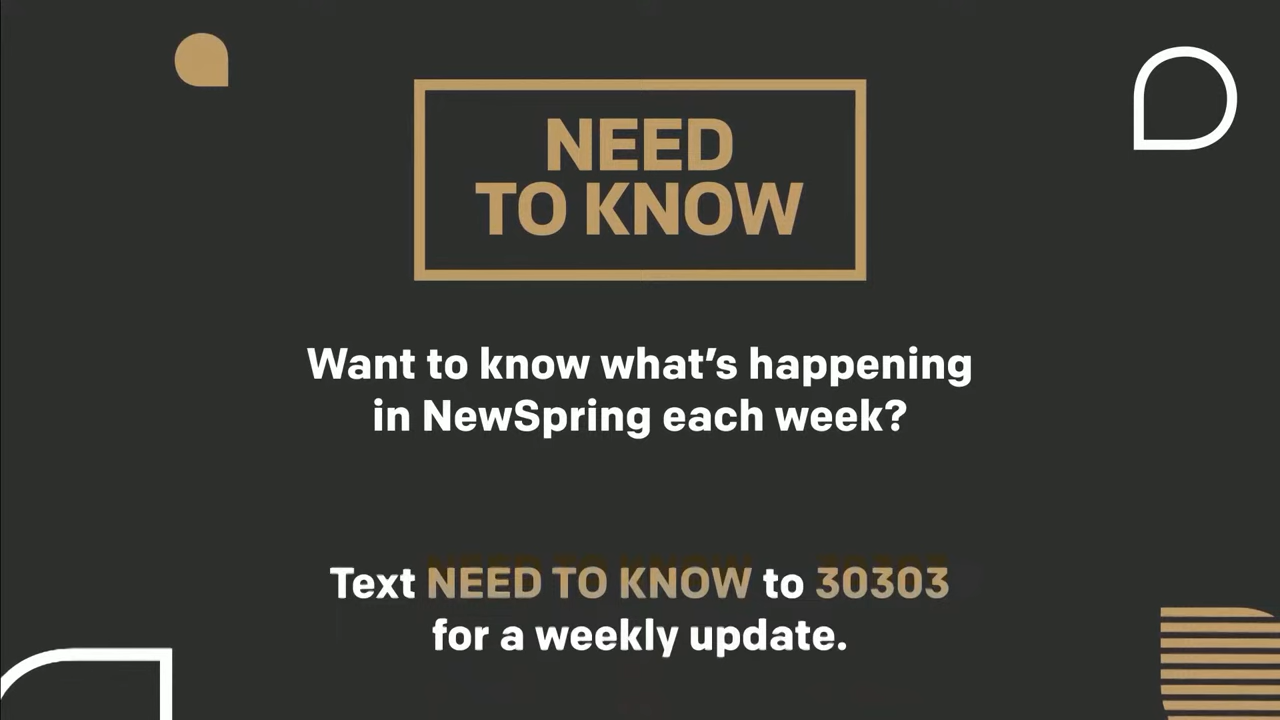 NEED
TO KNOW
Want to know what's happening
in NewSpring each week?
Text NEED TO KNOW to 30303
for a weekly update.